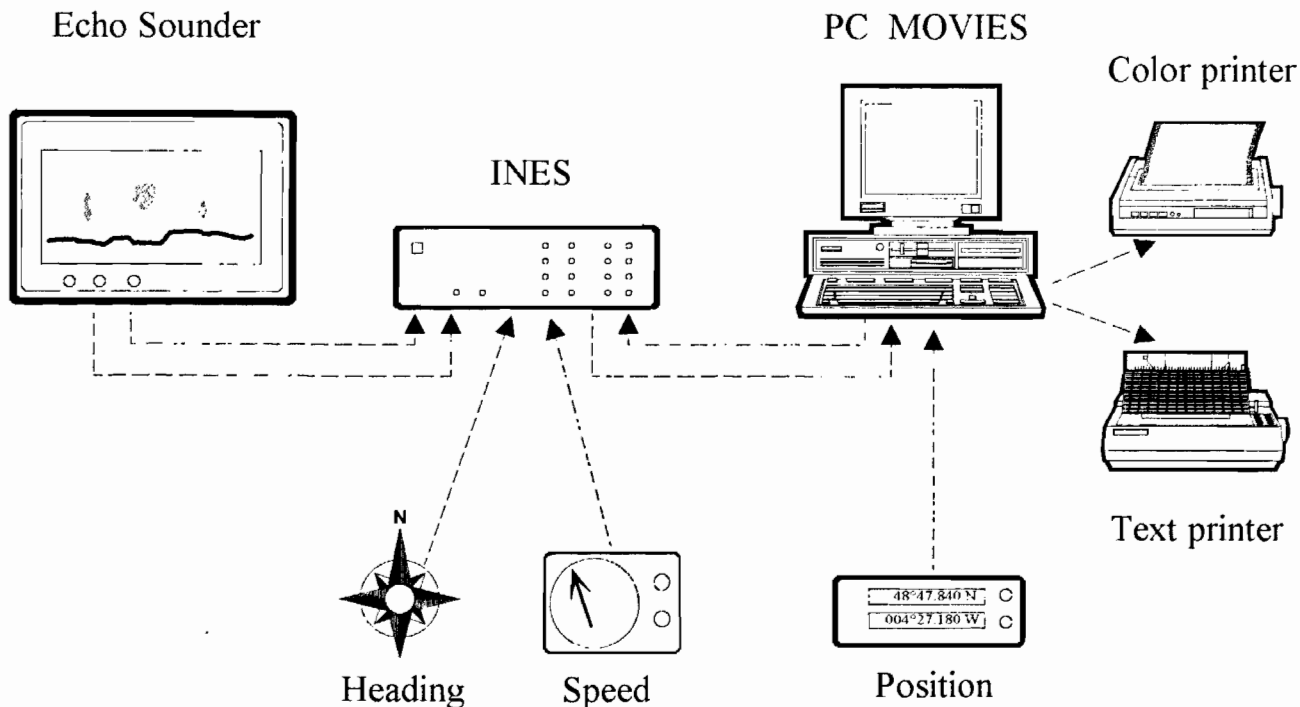 Echo Sounder
PC MOVIES
Color printer
INES
Text printer
N
48°47.840 N
004°27.180 W
Heading
Speed
Position